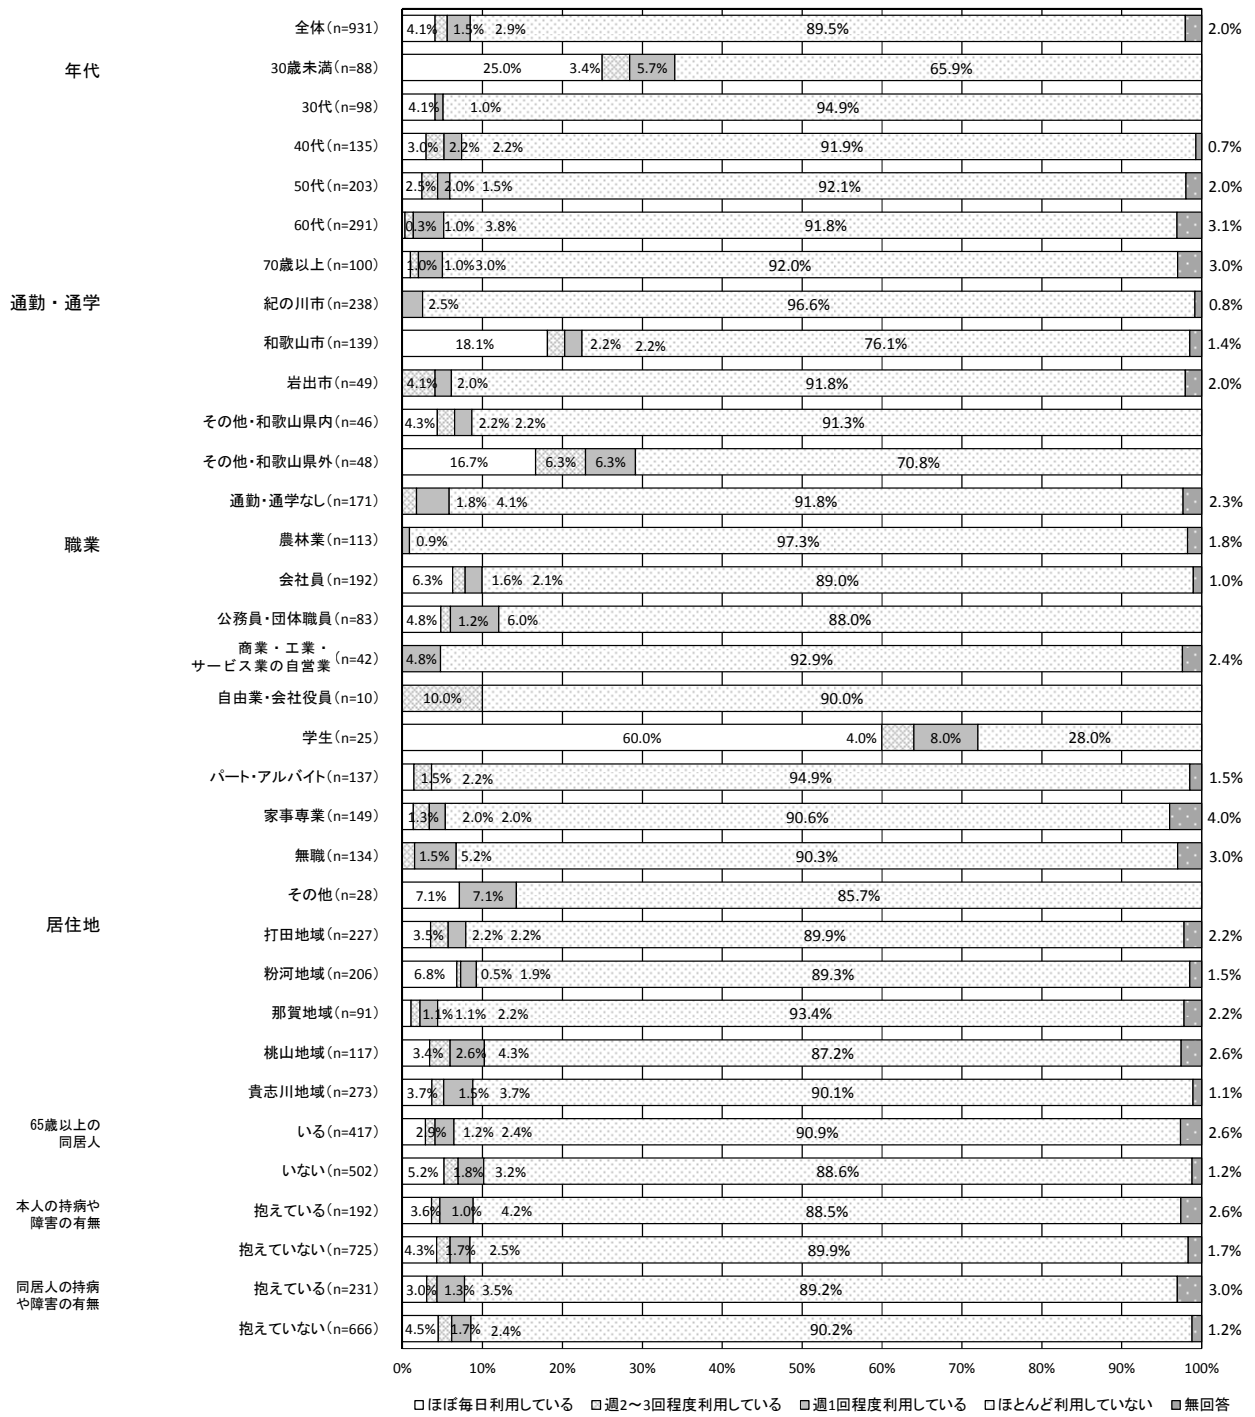 全体(n=931) 4.1% 1.5% 2.9% 89.5% 2.0%
年代 30歳未満(n=88) 25.0% 3.4% 5.7% 65.9%
30代(n=98) 4.1% 1.0% 94.9%
40代(n=135) 3.0% 2.2% 2.2% 91.9% 0.7%
50代(n=203) 2.5% 2.0% 1.5% 92.1% 2.0%
60代(n=291) 0.3% 1.0% 3.8% 91.8% 3.1%
70歳以上(n=100) 1.0% 1.0% 3.0% 92.0% 3.0%
通勤・通学 紀の川市(n=238) 2.5% 96.6% 0.8%
和歌山市(n=139) 18.1% 2.2% 2.2% 76.1% 1.4%
岩出市(n=49) 4.1% 2.0% 91.8% 2.0%
その他・和歌山県内(n=46) 4.3% 2.2% 2.2% 91.3%
その他・和歌山県外(n=48) 16.7% 6.3% 6.3% 70.8%
通勤・通学なし(n=171) 1.8% 4.1% 91.8% 2.3%
職業 農林業(n=113) 0.9% 97.3% 1.8%
会社員(n=192) 6.3% 1.6% 2.1% 89.0% 1.0%
公務員・団体職員(n=83) 4.8% 1.2% 6.0% 88.0%
商業・工業・
サービス業の自営業 (n=42) 4.8% 92.9% 2.4%
自由業・会社役員(n=10) 10.0% 90.0%
学生(n=25) 60.0% 4.0% 8.0% 28.0%
パート・アルバイト(n=137) 1.5% 2.2% 94.9% 1.5%
家事専業(n=149) 1.3% 2.0% 2.0% 90.6% 4.0%
無職(n=134) 1.5% 5.2% 90.3% 3.0%
その他(n=28) 7.1% 7.1% 85.7%
居住地 打田地域(n=227) 3.5% 2.2% 2.2% 89.9% 2.2%
粉河地域(n=206) 6.8% 0.5% 1.9% 89.3% 1.5%
那賀地域(n=91) 1.1% 1.1% 2.2% 93.4% 2.2%
桃山地域(n=117) 3.4% 2.6% 4.3% 87.2% 2.6%
貴志川地域(n=273) 3.7% 1.5% 3.7% 90.1% 1.1%
65歳以上の
同居人
いる(n=417) 2.9% 1.2% 2.4% 90.9% 2.6%
いない(n=502) 5.2% 1.8% 3.2% 88.6% 1.2%
本人の持病や
障害の有無
抱えている(n=192) 3.6% 1.0% 4.2% 88.5% 2.6%
抱えていない(n=725) 4.3% 1.7% 2.5% 89.9% 1.7%
同居人の持病
や障害の有無
抱えている(n=231) 3.0% 1.3% 3.5% 89.2% 3.0%
抱えていない(n=666) 4.5% 1.7% 2.4% 90.2% 1.2%
0% 10% 20% 30% 40% 50% 60% 70% 80% 90% 100%
ほぼ毎日利用している 週2～3回程度利用している 週1回程度利用している ほとんど利用していない 無回答